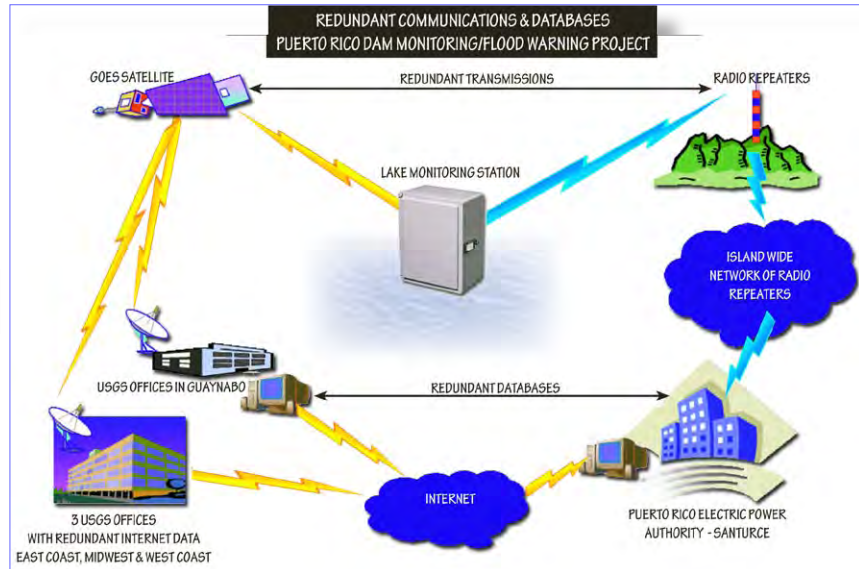 REDUNDANT COMMUNICATIONS & DATABASES
PUERTO RICO DAM MONITORING/FLOOD WARNING PROJECT
GOES SATELLITE
REDUNDANT TRANSMISSIONS
RADIO REPEATERS
LAKE MONITORING STATION
ISLAND WIDE
NETWORK OF RADIO
REPEATERS
USGS OFFICES IN GUAYNABO
REDUNDANT DATABASES
INTERNET
3 USGS OFFICES
WITH REDUNDANT INTERNET DATA
EAST COAST, MIDWEST & WEST COAST
PUERTO RICO ELECTRIC POWER
AUTHORITY - SANTURCE